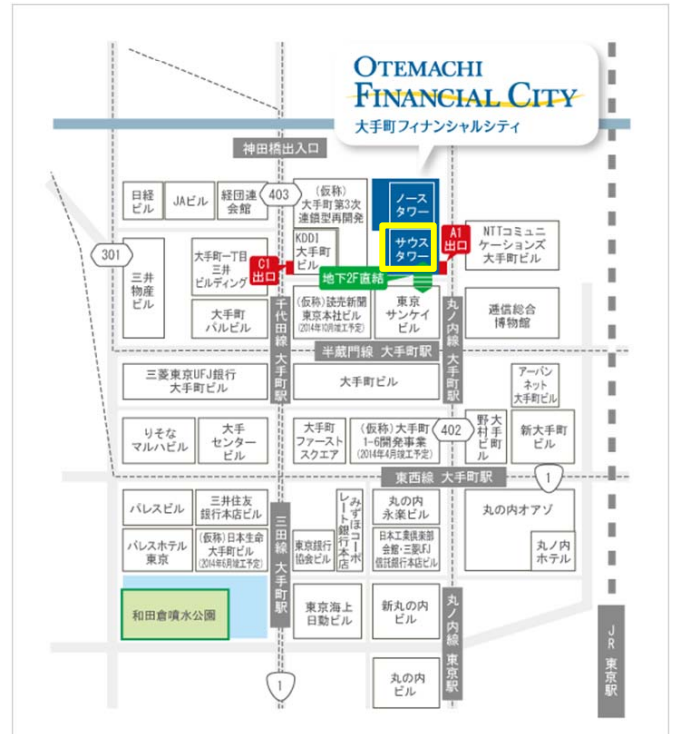 OTEMACHI
FINANCIAL CITY
大手町フィナンシャルシティ
神田橋出入口
日経
ビル
JAビル
経団連
会館
403
(仮称)
大手町第3次
連鎖型再開発
ノース
タワー
301
三井
物産
ビル
大手町一丁目
三井
ビルディング
C1
出口
KDDI
大手町
ビル
サウス
タワー
A1
出口
NTTコミュニ
ケーションズ
大手町ビル
地下2F直結
大手町
パルビル
千代田線 大手町駅
(仮称)読売新聞
東京本社ビル
(2014年10月竣工予定)
東京
サンケイ
ビル
丸ノ内線 大手町駅
逓信総合
博物館
半蔵門線 大手町駅
三菱東京UFJ銀行
大手町ビル
大手町ビル
アーバン
ネット
大手町ビル
りそな
マルハビル
大手
センター
ビル
大手町
ファースト
スクエア
(仮称)大手町
1-6開発事業
(2014年4月竣工予定)
402
大手町
野村ビル
新大手町
ビル
東西線 大手町駅
1
パレスビル
三井住友
銀行本店ビル
三田線 大手町駅
みずほコーポ
レート銀行本店
丸の内
永楽ビル
丸の内オアゾ
パレスホテル
東京
(仮称)日本生命
大手町ビル
(2014年6月竣工予定)
東京銀行
協会ビル
日本工業倶楽部
会館・三菱UFJ
信託銀行本店ビル
丸ノ内
ホテル
和田倉噴水公園
東京海上
日動ビル
新丸の内
ビル
丸ノ内線 東京駅
JR 東京駅
1
丸の内
ビル